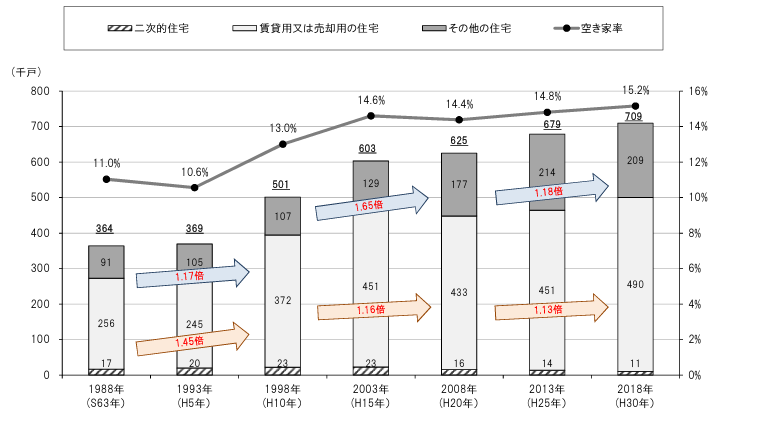 二次的住宅 賃貸用又は売却用の住宅 その他の住宅 空き家率
（千戸）
800 16%
700 14%
600 12%
500 10%
400 8%
300 6%
200 4%
100 2%
0 0%
11.0% 10.6% 13.0% 14.6% 14.4% 14.8% 15.2%
364 369 501 603 625 679 709
91 105 107 129 177 214 209
1.17倍 1.65倍 1.18倍
256 245 372 451 433 451 490
1.45倍 1.16倍 1.13倍
17 20 23 23 16 14 11
1988年 1993年 1998年 2003年 2008年 2013年 2018年
（S63年） （H5年） （H10年） （H15年） （H20年） （H25年） （H30年）